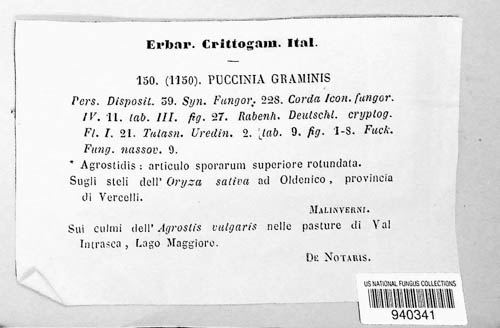 Erbar. Crittogam. Ital.
150. (1150). PUCCINIA GRAMINIS
Pers. Disposit. 39. Syn. Fungor. 228. Corda Icon. fungor.
IV. 11. tab. III. fig. 27. Rabenh. Deutschl. cryptog.
Fl. I. 21. Tulasn. Uredin. 2. tab. 9. fig. 1-8. Fuck.
Fung. nassov. 9.
* Agrostidis: articulo sporarum superiore rotundata.
Sugli steli dell'Oryza sativa ad Oldenico, provincia
di Vercelli.
MALINVERNI.
Sui culmi dell'Agrostis vulgaris nelle pasture di Val
Intrasca, Lago Maggiore.
DE NOTARIS.
US NATIONAL FUNGUS COLLECTIONS
940341